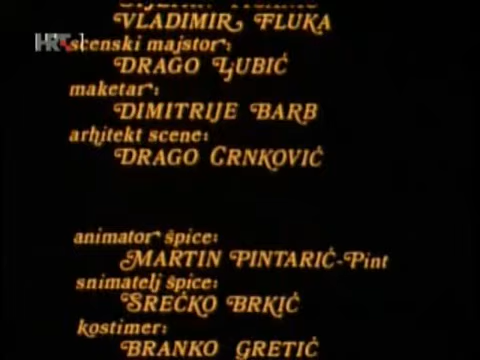 VLADIMIR FLUKA
HRT1
scenski majstor:
DRAGO LJUBIĆ
maketar:
DIMITRIJE BARB
arhitekt scene:
DRAGO CRNKOVIĆ
animator špice:
MARTIN PINTARIĆ-Pint
snimatelj špice:
SREĆKO BRKIĆ
kostimer:
BRANKO GRETIĆ